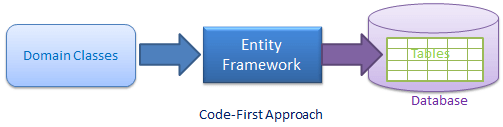 Domain Classes
Entity
Framework
Tables
Database
Code-First Approach